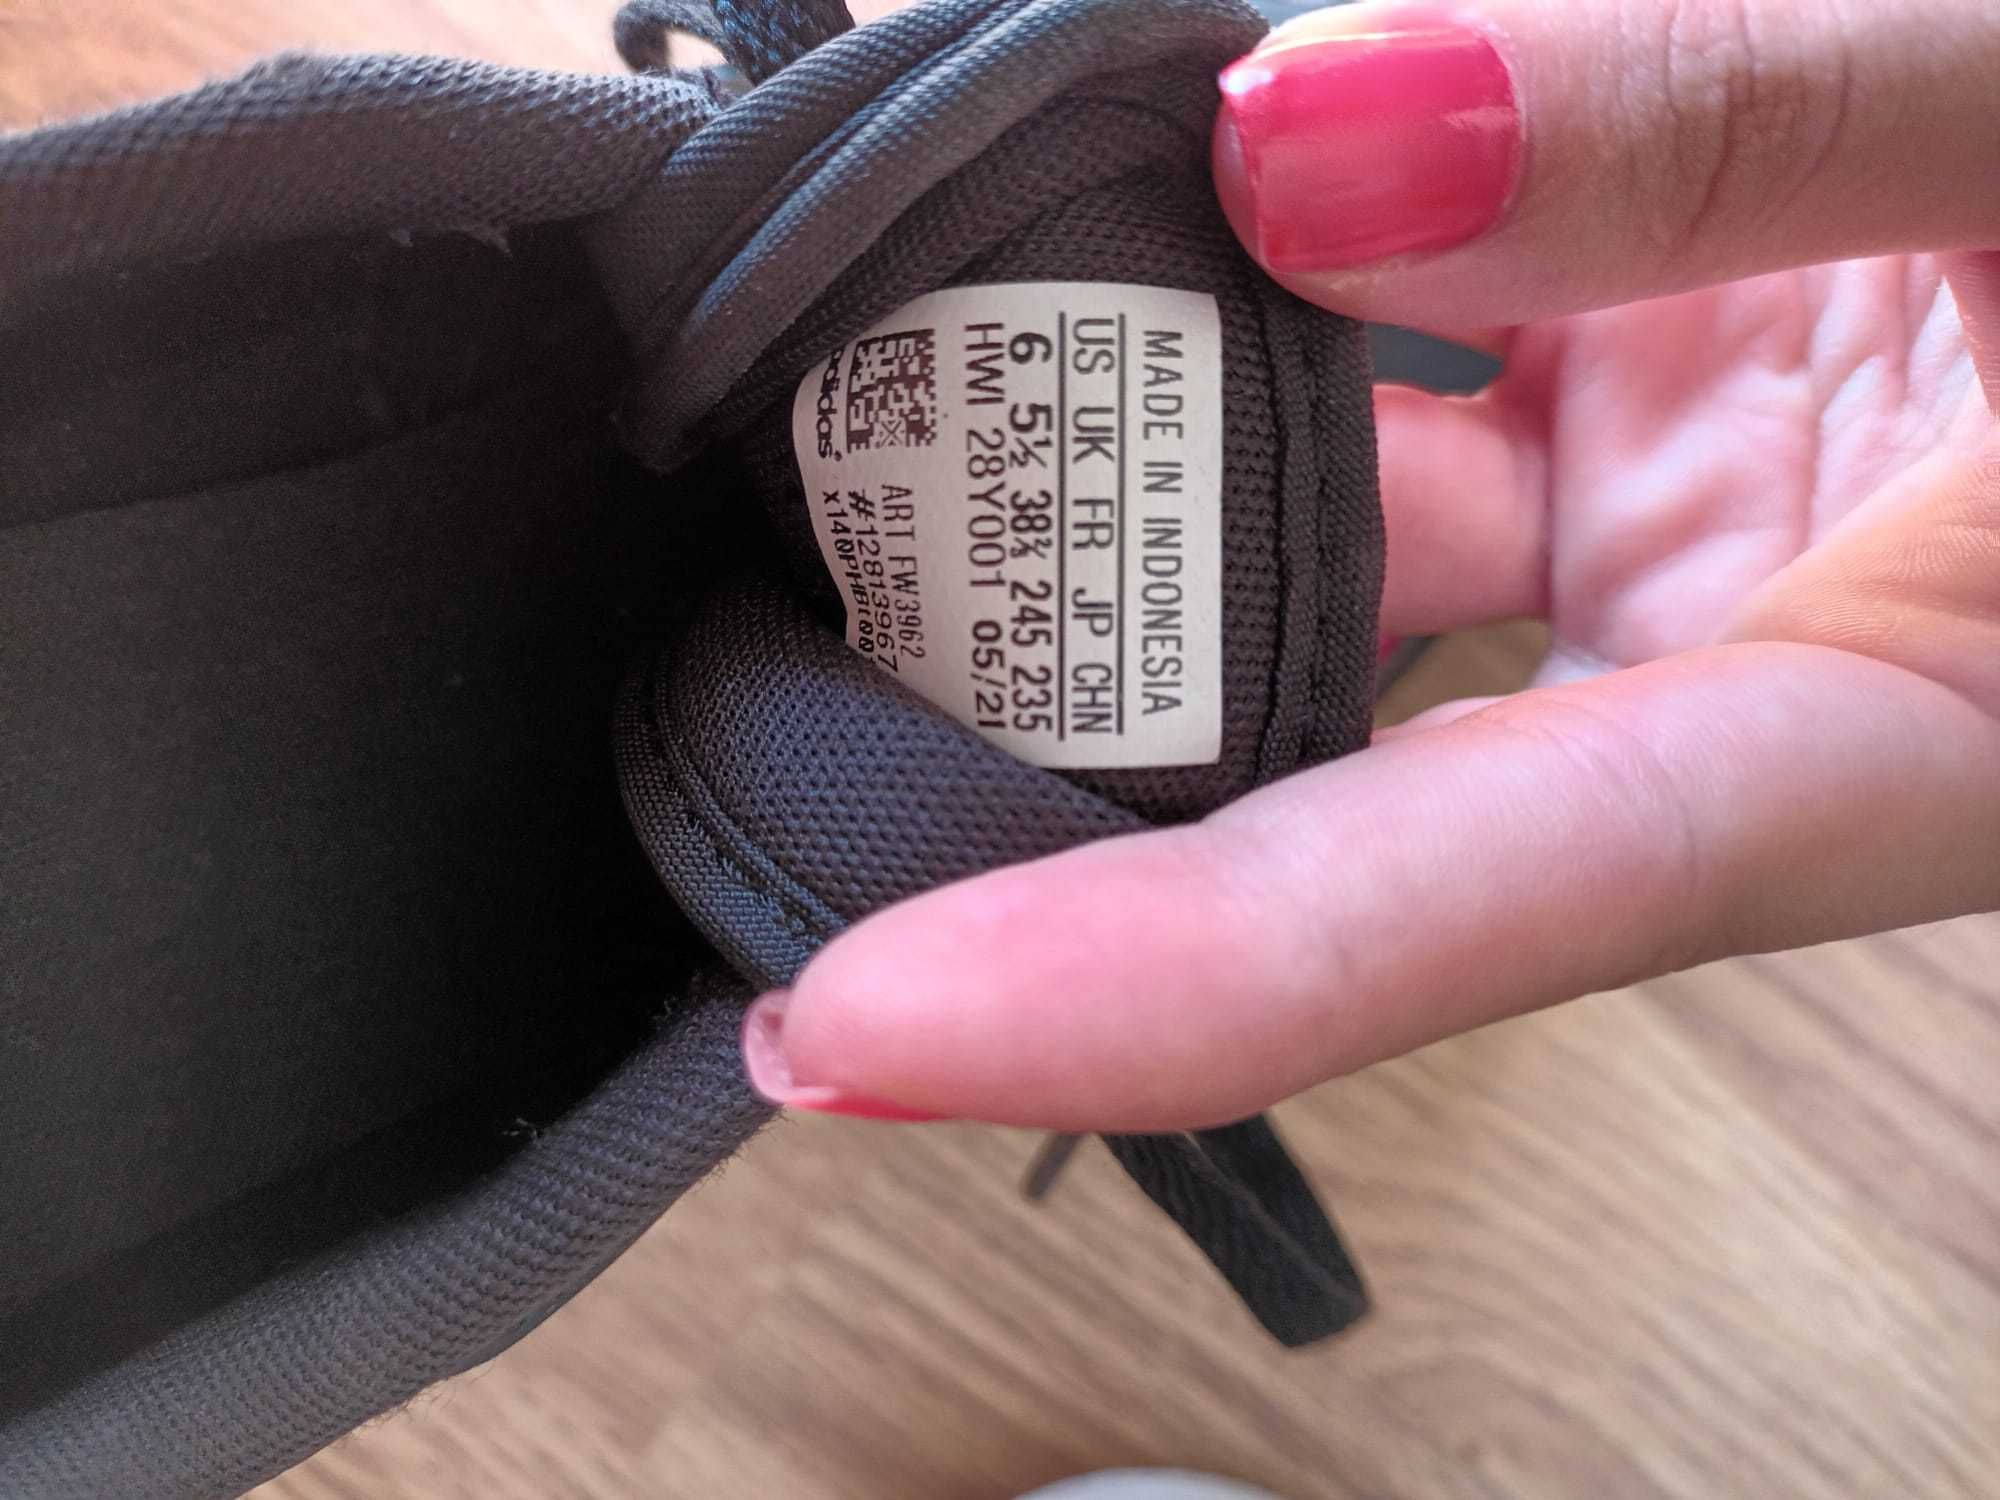 MADE IN INDONESIA
US UK FR JP CHN
6 5½ 38⅔ 245 235
HWI 28Y001 05/21
ART FW3962
#12813967
adidas